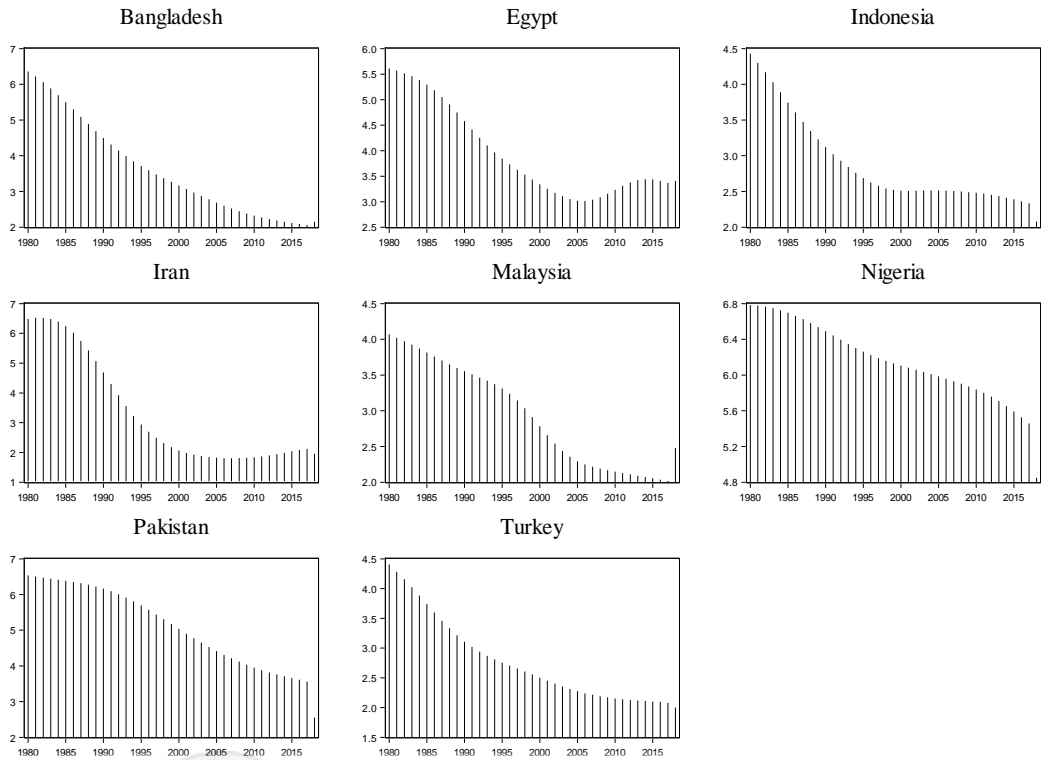 Bangladesh Egypt Indonesia
7 6.0 4.5
6 5.5 4.0
5 5.0 3.5
4 4.5 3.0
3 4.0 2.5
2 3.5 2.0
3.0
2.5
1980 1985 1990 1995 2000 2005 2010 2015 1980 1985 1990 1995 2000 2005 2010 2015 1980 1985 1990 1995 2000 2005 2010 2015
Iran Malaysia Nigeria
7 4.5 6.8
6 4.0 6.4
5 3.5 6.0
4 3.0 5.6
3 2.5 5.2
2 2.0 4.8
1
1980 1985 1990 1995 2000 2005 2010 2015 1980 1985 1990 1995 2000 2005 2010 2015 1980 1985 1990 1995 2000 2005 2010 2015
Pakistan Turkey
7 4.5
6 4.0
5 3.5
4 3.0
3 2.5
2 2.0
1.5
1980 1985 1990 1995 2000 2005 2010 2015 1980 1985 1990 1995 2000 2005 2010 2015